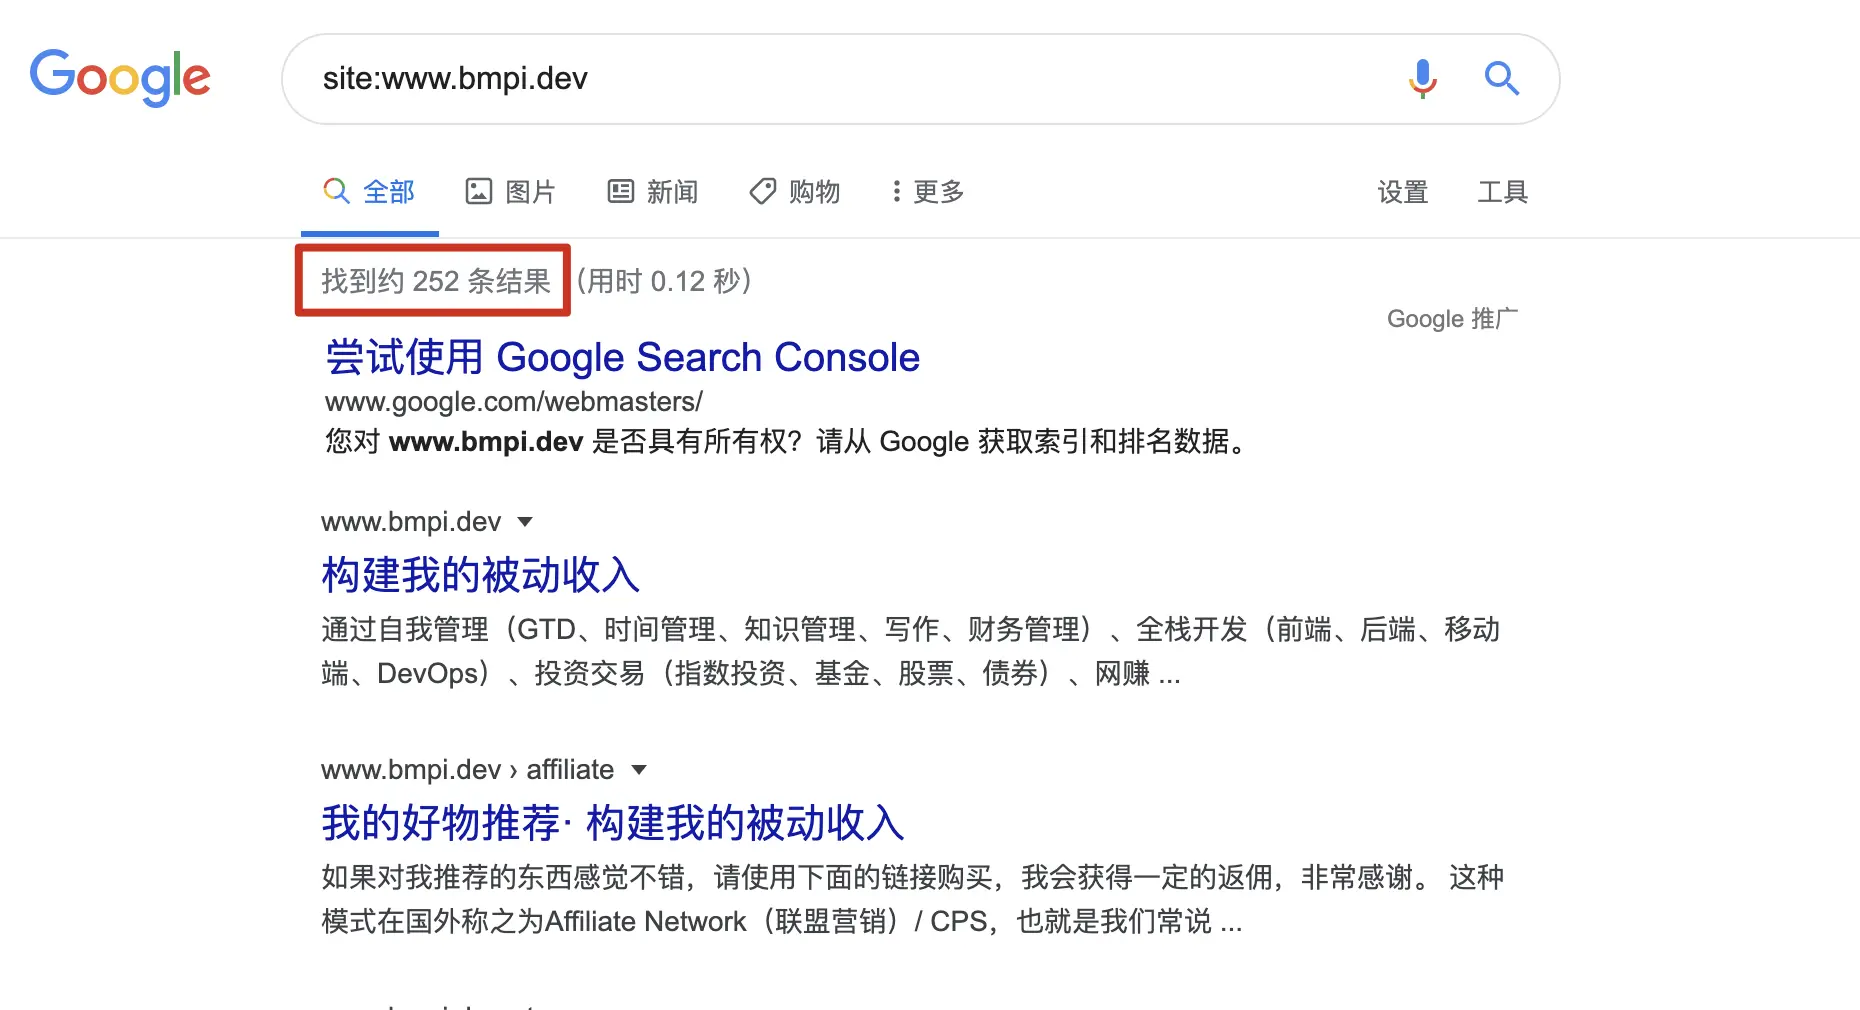 Google
site:www.bmpi.dev
全部 图片 新闻 购物 更多 设置 工具
找到约 252 条结果（用时 0.12 秒）
Google 推广
尝试使用 Google Search Console
www.google.com/webmasters/
您对 www.bmpi.dev 是否具有所有权？请从 Google 获取索引和排名数据。
www.bmpi.dev
构建我的被动收入
通过自我管理（GTD、时间管理、知识管理、写作、财务管理）、全栈开发（前端、后端、移动
端、DevOps）、投资交易（指数投资、基金、股票、债券）、网赚 ...
www.bmpi.dev › affiliate
我的好物推荐· 构建我的被动收入
如果对我推荐的东西感觉不错，请使用下面的链接购买，我会获得一定的返佣，非常感谢。 这种
模式在国外称之为Affiliate Network（联盟营销）/ CPS，也就是我们常说 ...